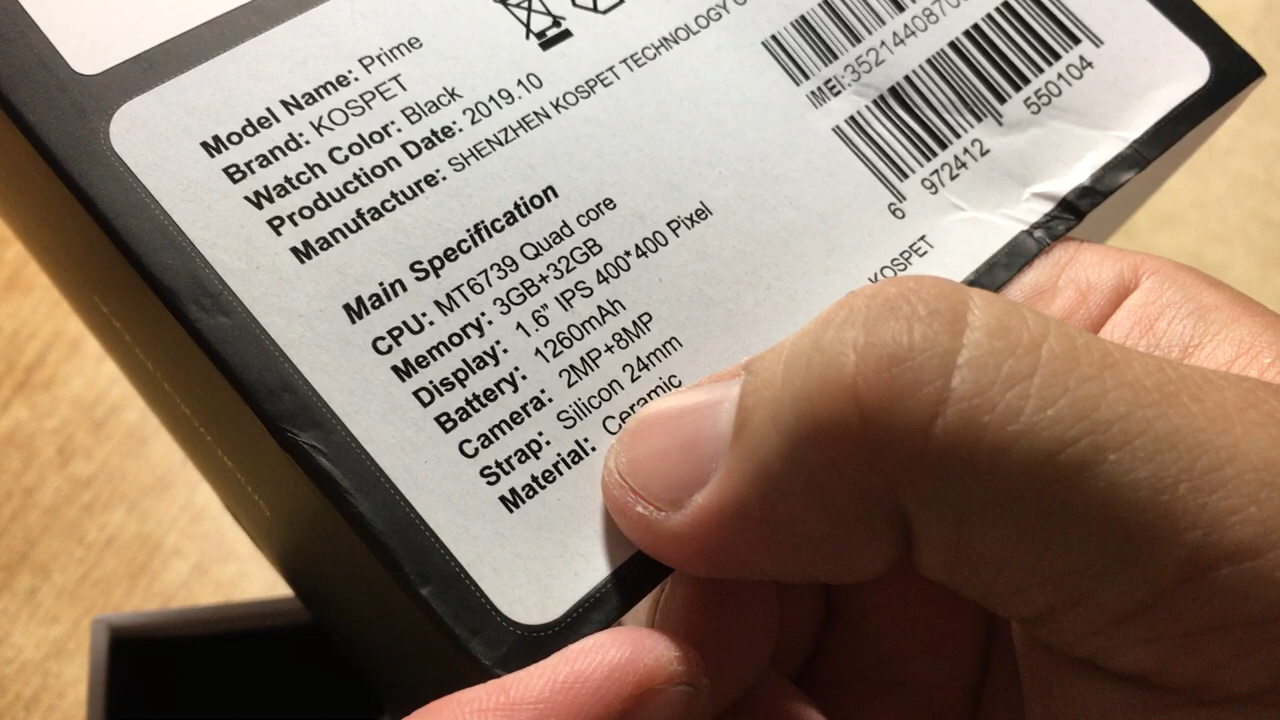 Model Name: Prime
Brand: KOSPET
Watch Color: Black
Production Date: 2019.10
Manufacture: SHENZHEN KOSPET TECHNOLOGY
Main Specification
CPU: MT6739 Quad core
Memory: 3GB+32GB
Display: 1.6" IPS 400*400 Pixel
Battery: 1260mAh
Camera: 2MP+8MP
Strap: Silicon 24mm
Material: Ceramic
IMEI:352144087
6 972412 550104
KOSPET